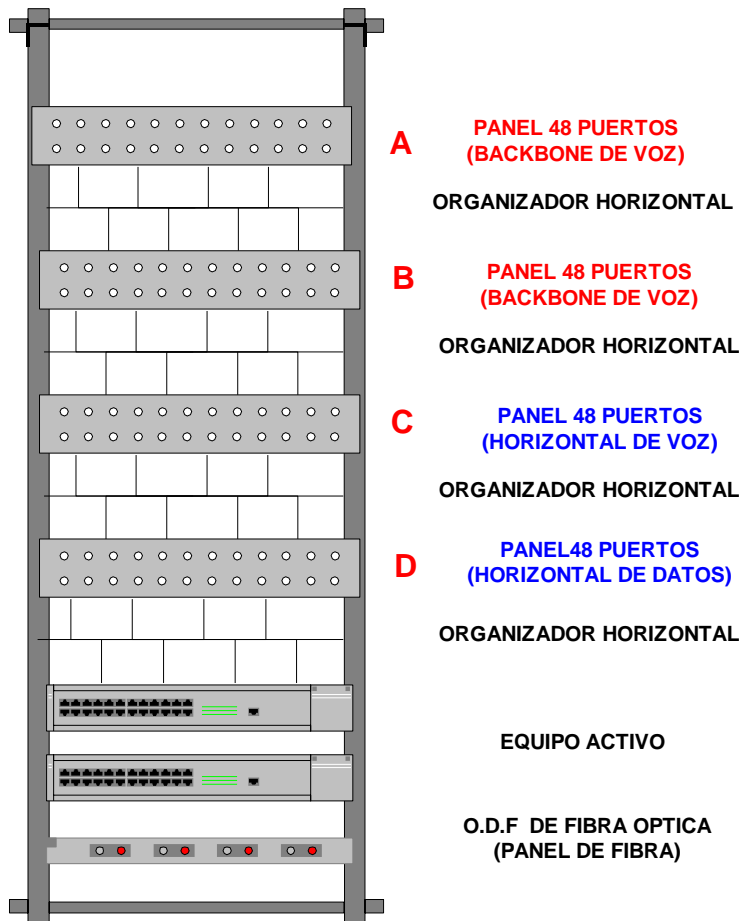 A
PANEL 48 PUERTOS
(BACKBONE DE VOZ)
ORGANIZADOR HORIZONTAL
B
PANEL 48 PUERTOS
(BACKBONE DE VOZ)
ORGANIZADOR HORIZONTAL
C
PANEL 48 PUERTOS
(HORIZONTAL DE VOZ)
ORGANIZADOR HORIZONTAL
D
PANEL48 PUERTOS
(HORIZONTAL DE DATOS)
ORGANIZADOR HORIZONTAL
EQUIPO ACTIVO
O.D.F DE FIBRA OPTICA
(PANEL DE FIBRA)